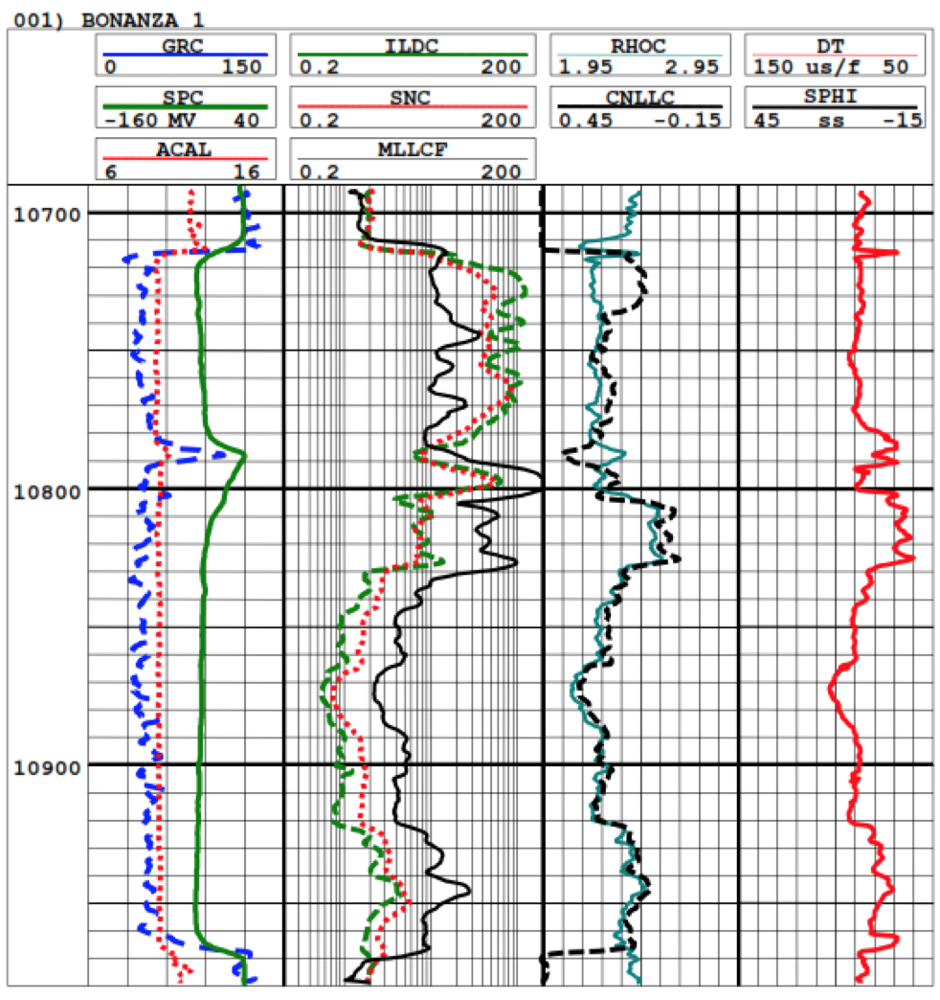 001) BONANZA 1
GRC ILDC RHOC DT
0 150 0.2 200 1.95 2.95 150 us/f 50
SPC SNC CNLLC SPHI
-160 MV 40 0.2 200 0.45 -0.15 45 ss -15
ACAL MLLCF
6 16 0.2 200
10700
10800
10900